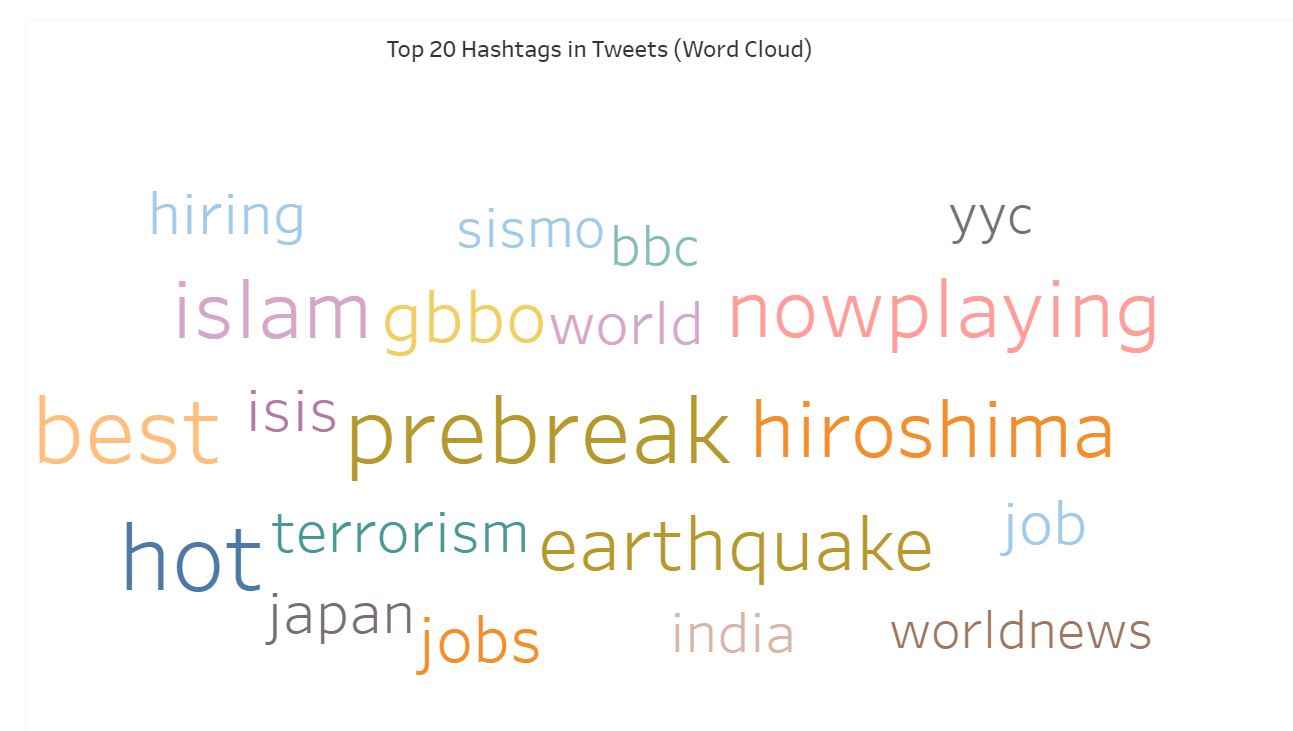 Top 20 Hashtags in Tweets (Word Cloud)
hiring sismo bbc yyc
islam gbbo world nowplaying
best isis prebreak hiroshima
hot terrorism earthquake job
japan jobs india worldnews